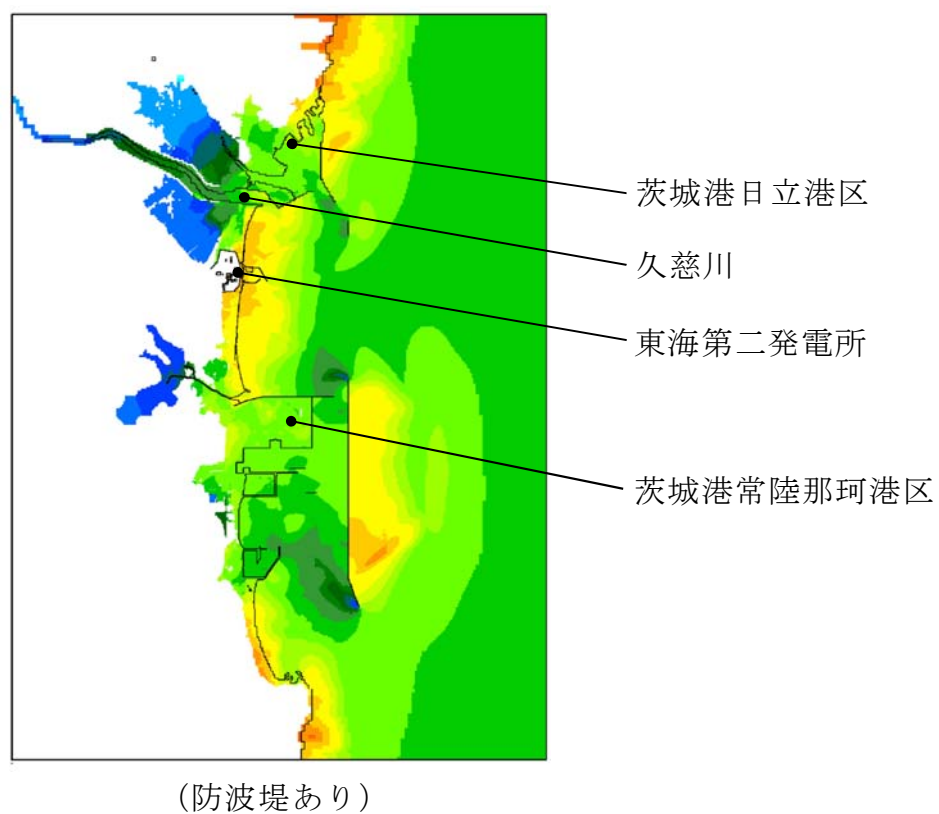 茨城港日立港区
久慈川
東海第二発電所
茨城港常陸那珂港区
（防波堤あり）